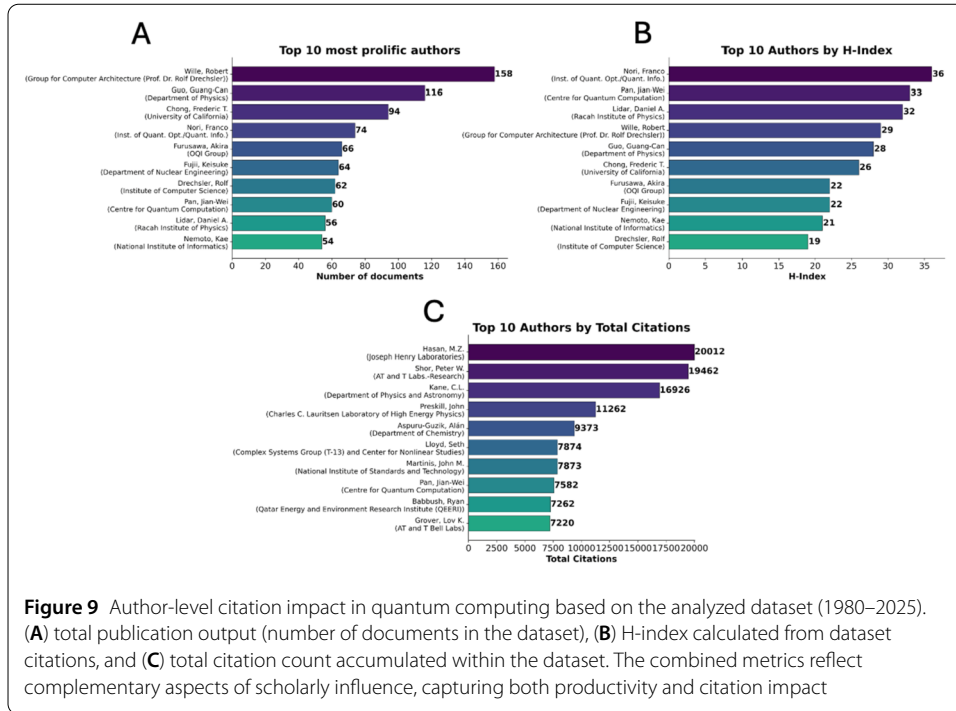 A
Top 10 most prolific authors
Wille, Robert
(Group for Computer Architecture (Prof. Dr. Rolf Drechsler))
158
Guo, Guang-Can
(Department of Physics)
116
Chong, Frederic T.
(University of California)
94
Nori, Franco
(Inst. of Quant. Opt./Quant. Info.)
74
Furusawa, Akira
(OQI Group)
66
Fujii, Keisuke
(Department of Nuclear Engineering)
64
Drechsler, Rolf
(Institute of Computer Science)
62
Pan, Jian-Wei
(Centre for Quantum Computation)
60
Lidar, Daniel A.
(Racah Institute of Physics)
56
Nemoto, Kae
(National Institute of Informatics)
54
0 20 40 60 80 100 120 140 160
Number of documents
B
Top 10 Authors by H-Index
Nori, Franco
(Inst. of Quant. Opt./Quant. Info.)
36
Pan, Jian-Wei
(Centre for Quantum Computation)
33
Lidar, Daniel A.
(Racah Institute of Physics)
32
Wille, Robert
(Group for Computer Architecture (Prof. Dr. Rolf Drechsler))
29
Guo, Guang-Can
(Department of Physics)
28
Chong, Frederic T.
(University of California)
26
Furusawa, Akira
(OQI Group)
22
Fujii, Keisuke
(Department of Nuclear Engineering)
22
Nemoto, Kae
(National Institute of Informatics)
21
Drechsler, Rolf
(Institute of Computer Science)
19
0 5 10 15 20 25 30 35
H-Index
C
Top 10 Authors by Total Citations
Hasan, M.Z.
(Joseph Henry Laboratories)
20012
Shor, Peter W.
(AT and T Labs.-Research)
19462
Kane, C.L.
(Department of Physics and Astronomy)
16926
Preskill, John
(Charles C. Lauritsen Laboratory of High Energy Physics)
11262
Aspuru-Guzik, Alán
(Department of Chemistry)
9373
Lloyd, Seth
(Complex Systems Group (T-13) and Center for Nonlinear Studies)
7874
Martinis, John M.
(National Institute of Standards and Technology)
7873
Pan, Jian-Wei
(Centre for Quantum Computation)
7582
Babbush, Ryan
(Qatar Energy and Environment Research Institute (QEERI))
7262
Grover, Lov K.
(AT and T Bell Labs)
7220
0 2500 5000 7500 10000 12500 15000 17500 20000
Total Citations
Figure 9 Author-level citation impact in quantum computing based on the analyzed dataset (1980–2025).
(A) total publication output (number of documents in the dataset), (B) H-index calculated from dataset
citations, and (C) total citation count accumulated within the dataset. The combined metrics reflect
complementary aspects of scholarly influence, capturing both productivity and citation impact